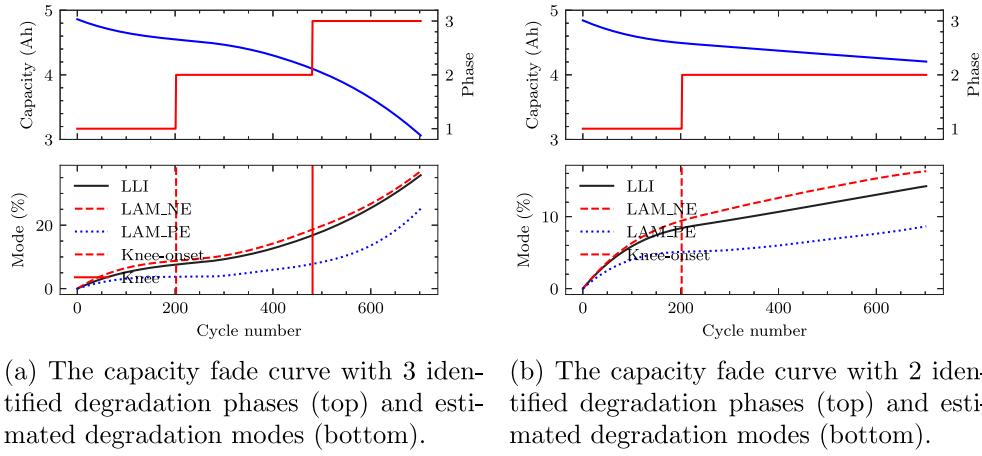 5
4
3
Capacity (Ah)
3
2
1
Phase
20
0
Mode (%)
LLI
LAM_NE
LAM_PE
Knee-onset
Knee
0
200
400
600
Cycle number
5
4
3
Capacity (Ah)
3
2
1
Phase
10
0
Mode (%)
LLI
LAM_NE
LAM_PE
Knee-onset
0
200
400
600
Cycle number
(a) The capacity fade curve with 3 iden-
tified degradation phases (top) and esti-
mated degradation modes (bottom).
(b) The capacity fade curve with 2 iden-
tified degradation phases (top) and esti-
mated degradation modes (bottom).